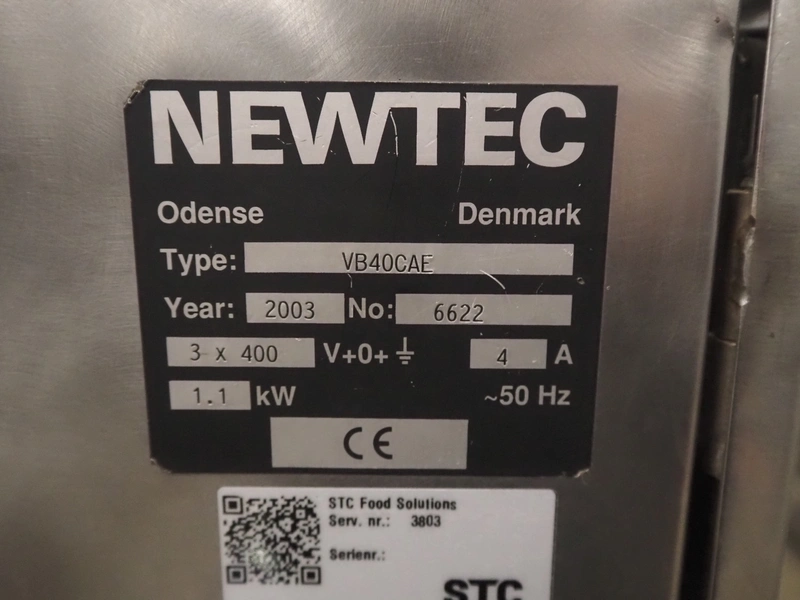 NEWTEC
Odense Denmark
Type: VB40CAE
Year: 2003 No: 6622
3 x 400 V+0+⏚ 4 A
1.1 kW ~50 Hz
CE
STC Food Solutions
Serv. nr.: 3803
Serienr.:
STC